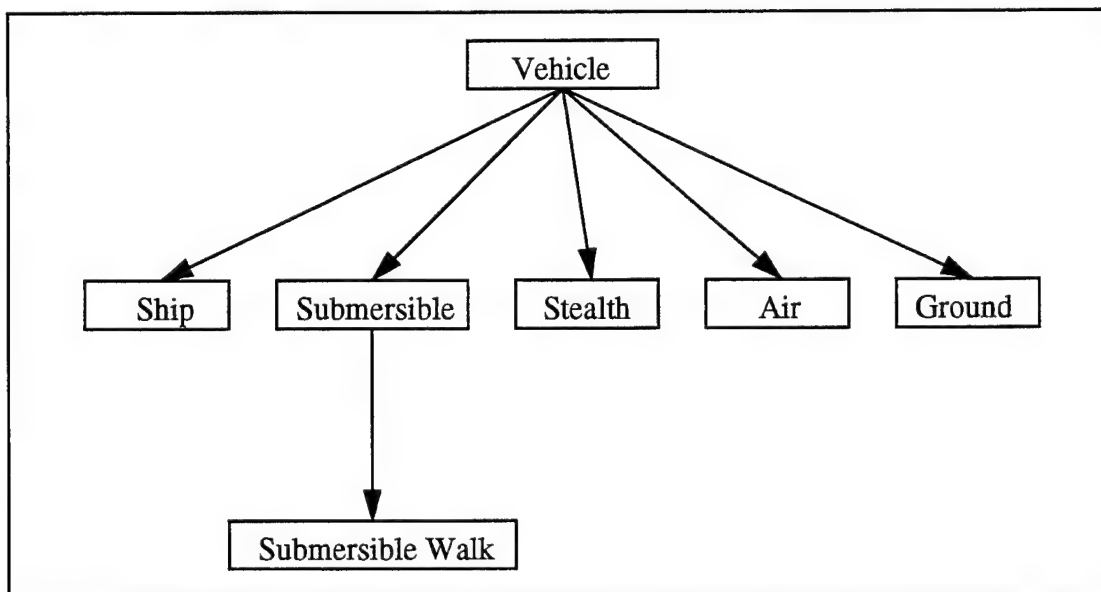 Vehicle
Ship
Submersible
Stealth
Air
Ground
Submersible Walk